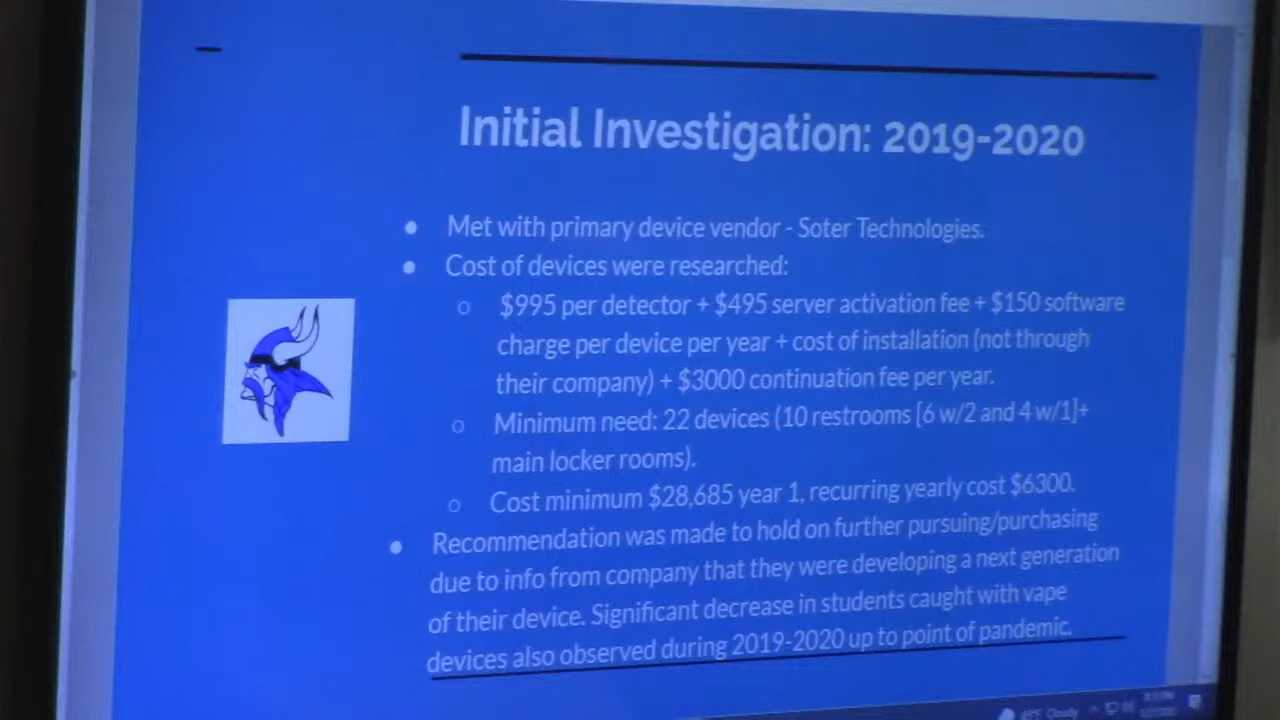 Initial Investigation: 2019-2020
● Met with primary device vendor - Soter Technologies.
● Cost of devices were researched:
○ $995 per detector + $495 server activation fee + $150 software
charge per device per year + cost of installation (not through
their company) + $3000 continuation fee per year.
○ Minimum need: 22 devices (10 restrooms [6 w/2 and 4 w/1]+
main locker rooms).
○ Cost minimum $28,685 year 1, recurring yearly cost $6300.
● Recommendation was made to hold on further pursuing/purchasing
due to info from company that they were developing a next generation
of their device. Significant decrease in students caught with vape
devices also observed during 2019-2020 up to point of pandemic.
Cloudy